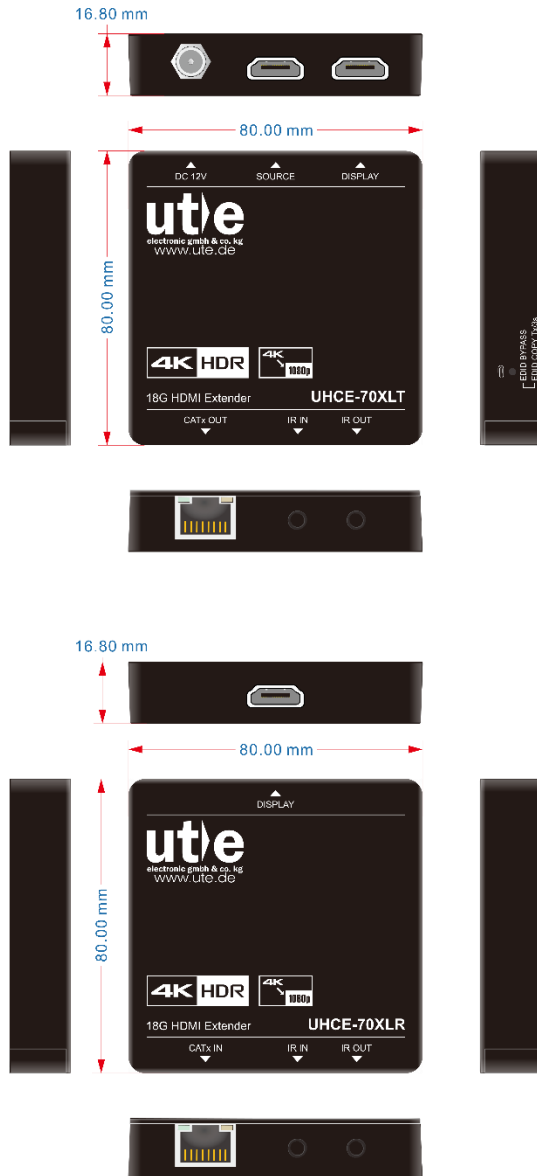 16.80 mm
80.00 mm
DC 12V
SOURCE
DISPLAY
ute
electronic gmbh & co. kg
www.ute.de
80.00 mm
4K HDR
4K
1080p
18G HDMI Extender
UHCE-70XLT
CATx OUT
IR IN
IR OUT
EDID BYPASS
EDID COPY
16.80 mm
80.00 mm
DISPLAY
ute
electronic gmbh & co. kg
www.ute.de
80.00 mm
4K HDR
4K
1080p
18G HDMI Extender
UHCE-70XLR
CATx IN
IR IN
IR OUT